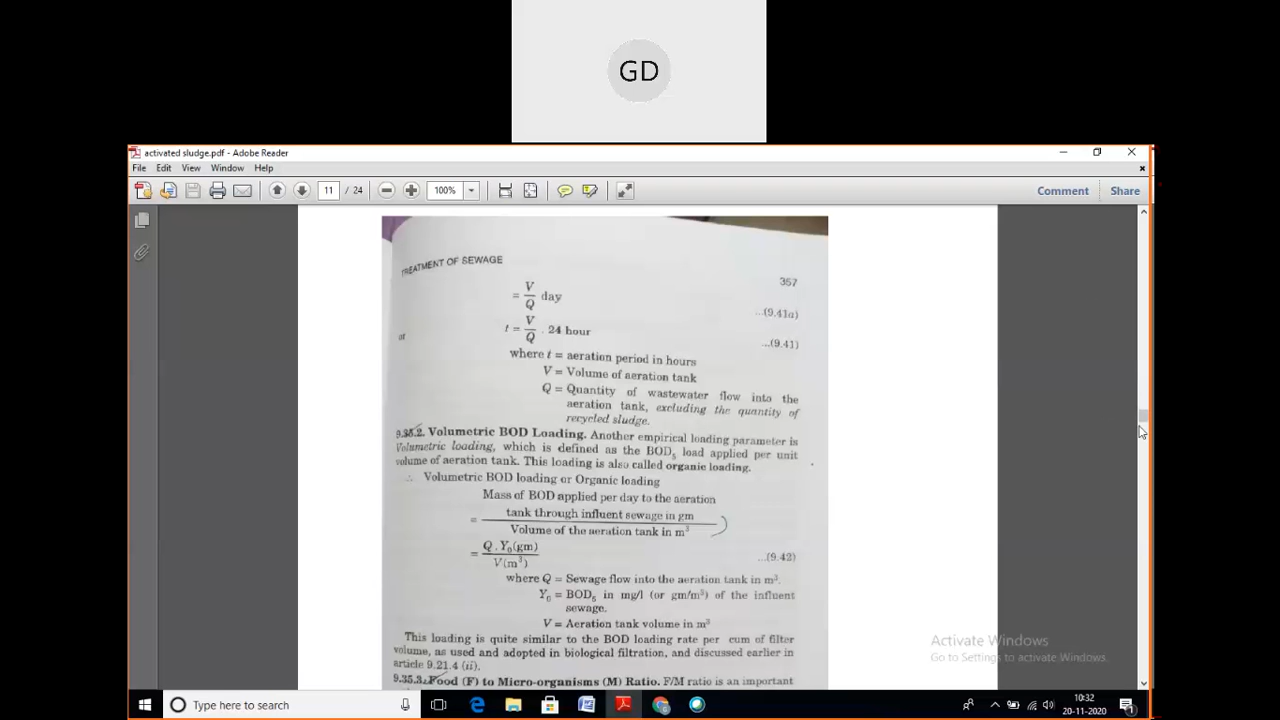 GD
activated sludge.pdf - Adobe Reader
File Edit View Window Help
11 / 24 100% Comment Share
TREATMENT OF SEWAGE 357
= V/Q day ...(9.41a)
or t = V/Q . 24 hour ...(9.41)
where t = aeration period in hours
V = Volume of aeration tank
Q = Quantity of wastewater flow into the
aeration tank, excluding the quantity of
recycled sludge.
9.35.2. Volumetric BOD Loading. Another empirical loading parameter is
Volumetric loading, which is defined as the BOD₅ load applied per unit
volume of aeration tank. This loading is also called organic loading.
∴ Volumetric BOD loading or Organic loading
Mass of BOD applied per day to the aeration
= tank through influent sewage in gm
Volume of the aeration tank in m³
= Q . Y₀(gm)
V(m³) ...(9.42)
where Q = Sewage flow into the aeration tank in m³.
Y₀ = BOD₅ in mg/l (or gm/m³) of the influent
sewage.
V = Aeration tank volume in m³
This loading is quite similar to the BOD loading rate per cum of filter
volume, as used and adopted in biological filtration, and discussed earlier in
article 9.21.4 (ii).
9.35.3. Food (F) to Micro-organisms (M) Ratio. F/M ratio is an important
Activate Windows
Go to Settings to activate Windows.
Type here to search
10:32
20-11-2020